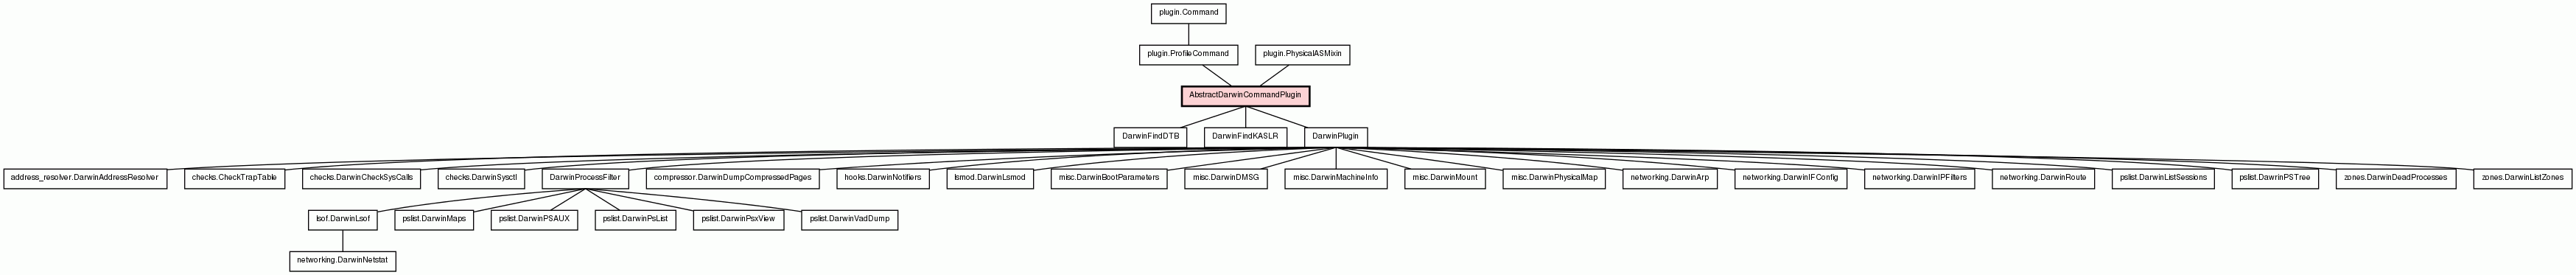 plugin.Command
plugin.ProfileCommand
plugin.PhysicalASMixin
AbstractDarwinCommandPlugin
DarwinFindDTB
DarwinFindKASLR
DarwinPlugin
address_resolver.DarwinAddressResolver
checks.CheckTrapTable
checks.DarwinCheckSysCalls
checks.DarwinSysctl
DarwinProcessFilter
compressor.DarwinDumpCompressedPages
hooks.DarwinNotifiers
lsmod.DarwinLsmod
misc.DarwinBootParameters
misc.DarwinDMSG
misc.DarwinMachineInfo
misc.DarwinMount
misc.DarwinPhysicalMap
networking.DarwinArp
networking.DarwinIFConfig
networking.DarwinIPFilters
networking.DarwinRoute
pslist.DarwinListSessions
pslist.DawrinPSTree
zones.DarwinDeadProcesses
zones.DarwinListZones
lsof.DarwinLsof
pslist.DarwinMaps
pslist.DarwinPSAUX
pslist.DarwinPsList
pslist.DarwinPsxView
pslist.DarwinVadDump
networking.DarwinNetstat